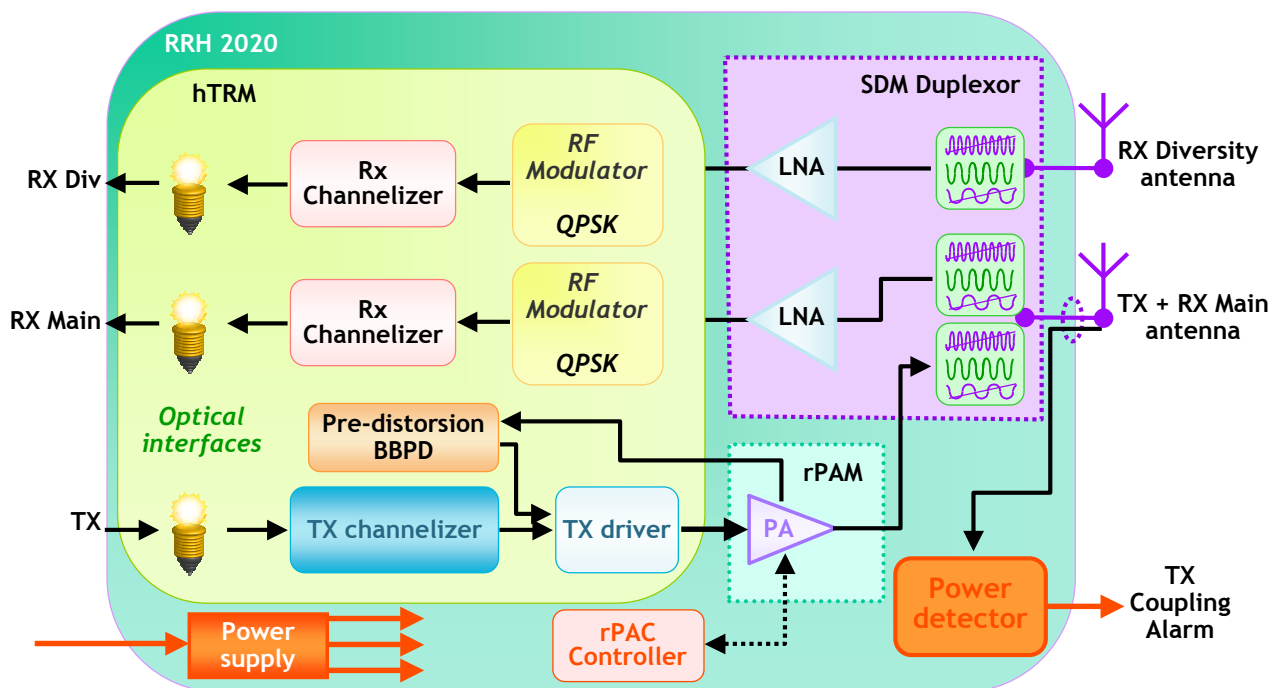 RRH 2020
hTRM
SDM Duplexor
RX Div
Rx
Channelizer
RF
Modulator
QPSK
LNA
RX Diversity
antenna
RX Main
Rx
Channelizer
RF
Modulator
QPSK
LNA
TX + RX Main
antenna
Optical
interfaces
Pre-distorsion
BBPD
rPAM
TX
TX channelizer
TX driver
PA
Power
detector
TX
Coupling
Alarm
Power
supply
rPAC
Controller